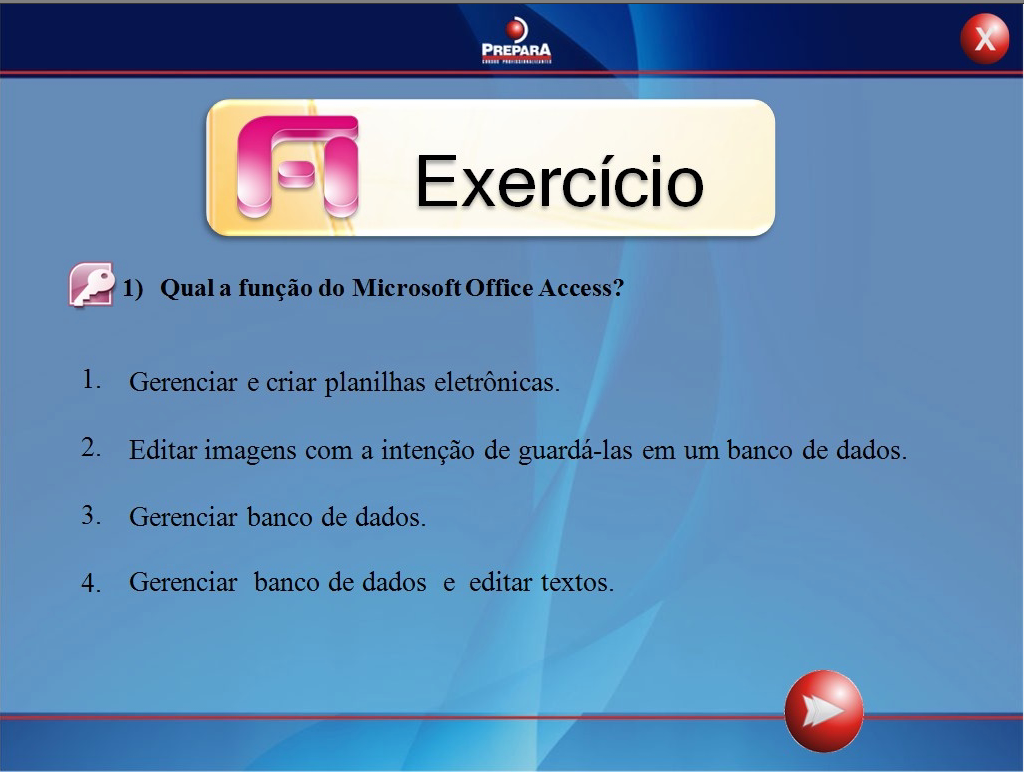 PREPARA
CURSOS PROFISSIONALIZANTES
X
Exercício
1) Qual a função do Microsoft Office Access?
1. Gerenciar e criar planilhas eletrônicas.
2. Editar imagens com a intenção de guardá-las em um banco de dados.
3. Gerenciar banco de dados.
4. Gerenciar banco de dados e editar textos.